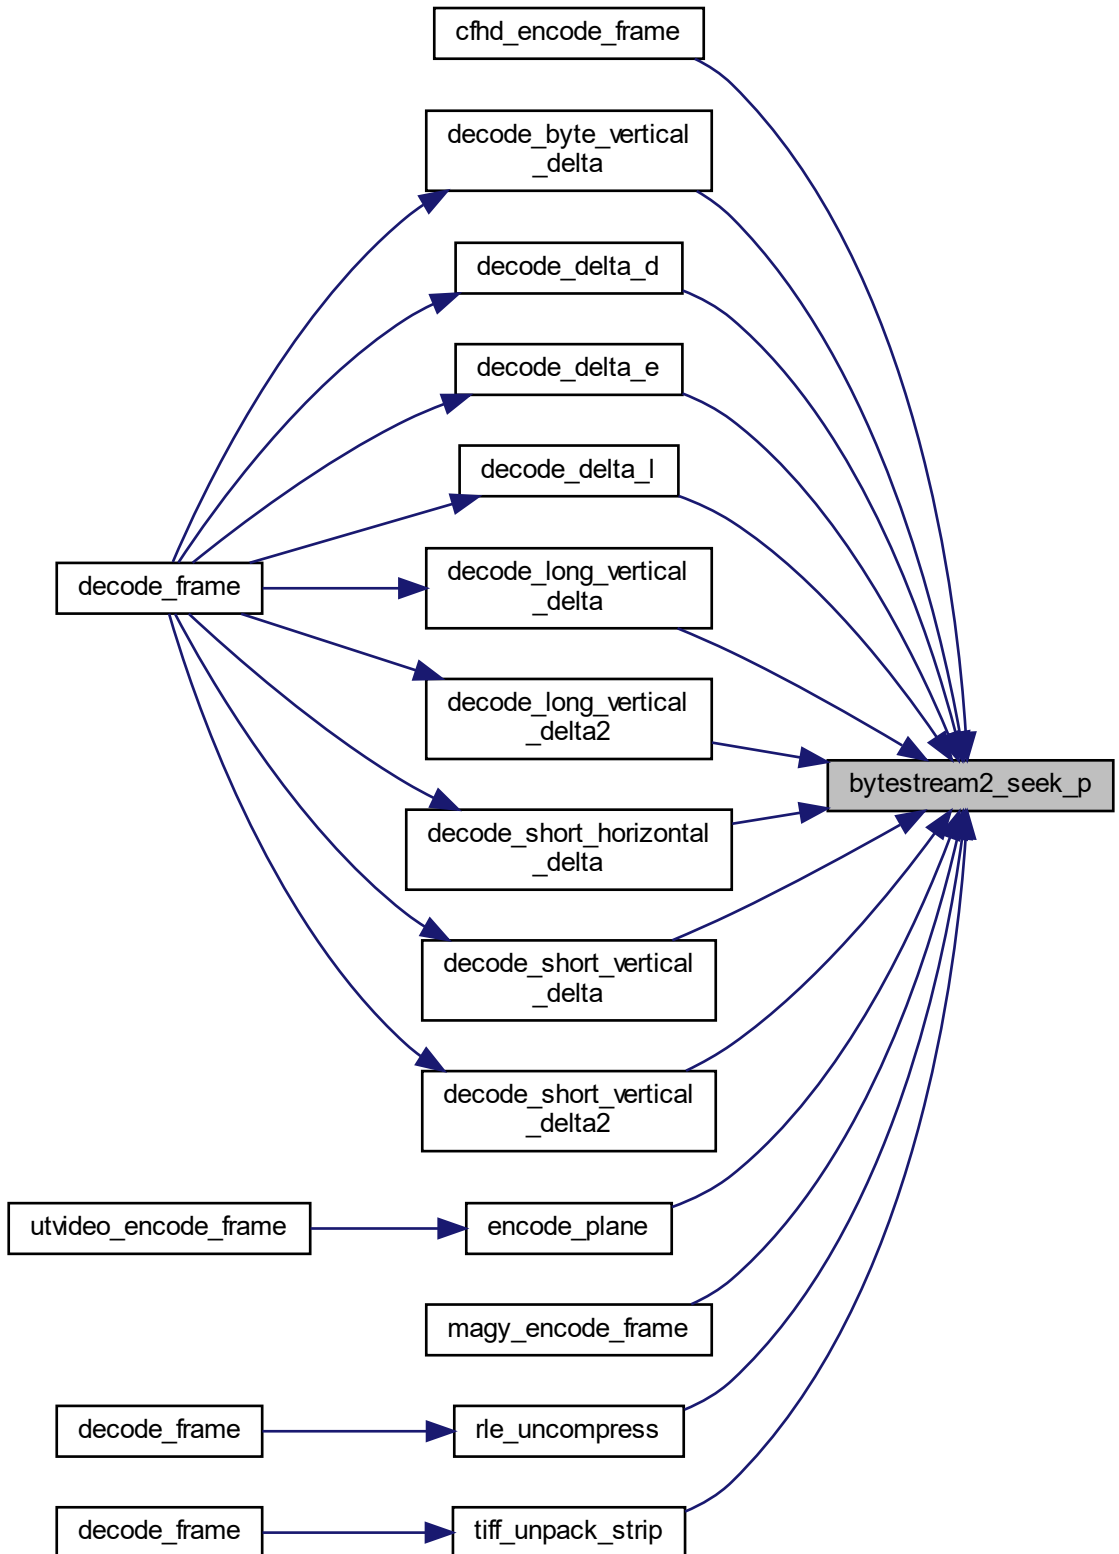 cfhd_encode_frame
decode_byte_vertical
_delta
decode_delta_d
decode_delta_e
decode_delta_l
decode_frame
decode_long_vertical
_delta
decode_long_vertical
_delta2
bytestream2_seek_p
decode_short_horizontal
_delta
decode_short_vertical
_delta
decode_short_vertical
_delta2
utvideo_encode_frame
encode_plane
magy_encode_frame
decode_frame
rle_uncompress
decode_frame
tiff_unpack_strip